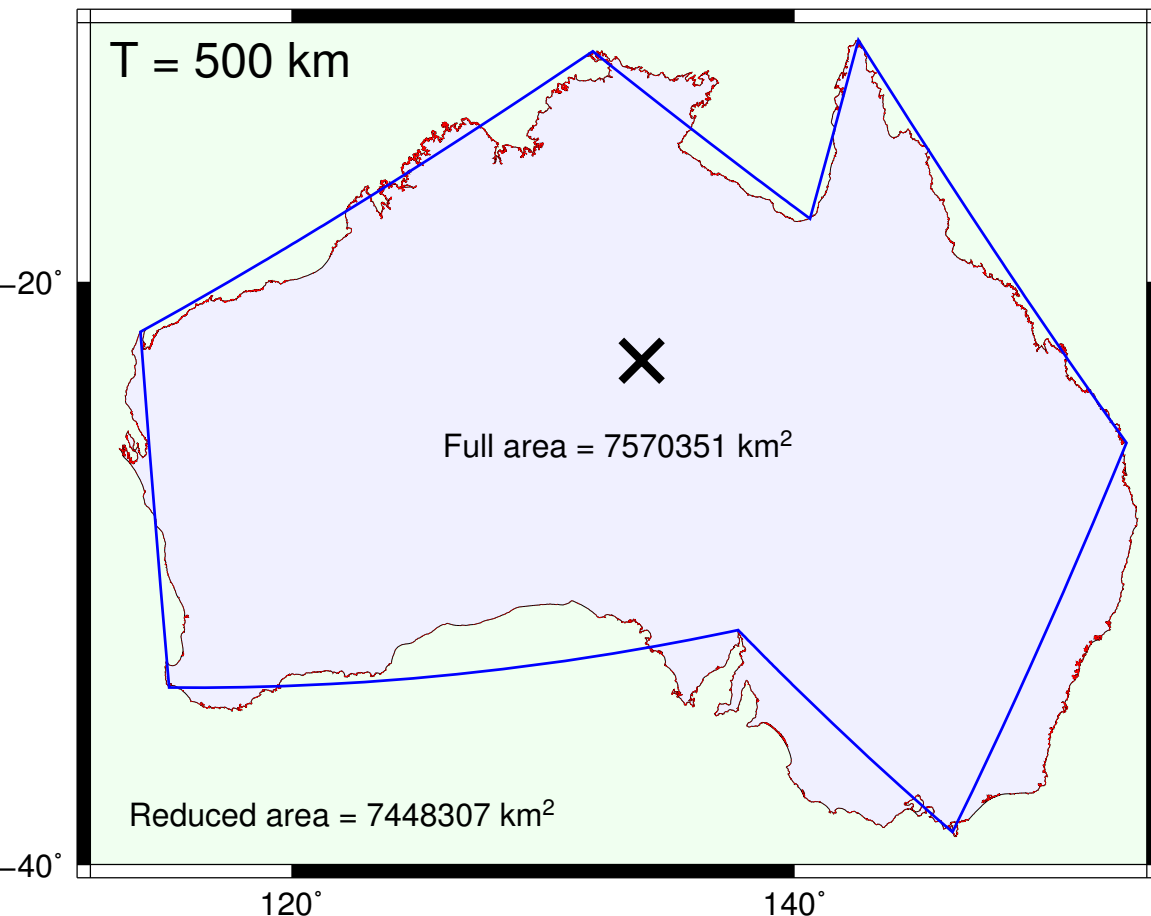 T = 500 km
−20˚
Full area = 7570351 km²
Reduced area = 7448307 km²
−40˚
120˚
140˚